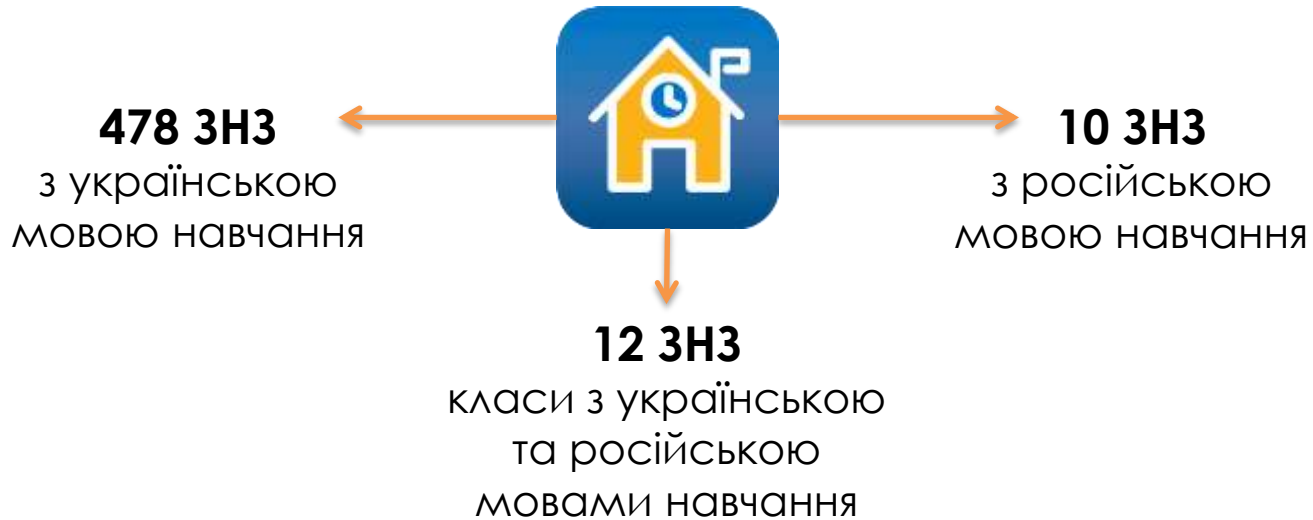 478 ЗНЗ
з українською
мовою навчання
10 ЗНЗ
з російською
мовою навчання
12 ЗНЗ
класи з українською
та російською
мовами навчання